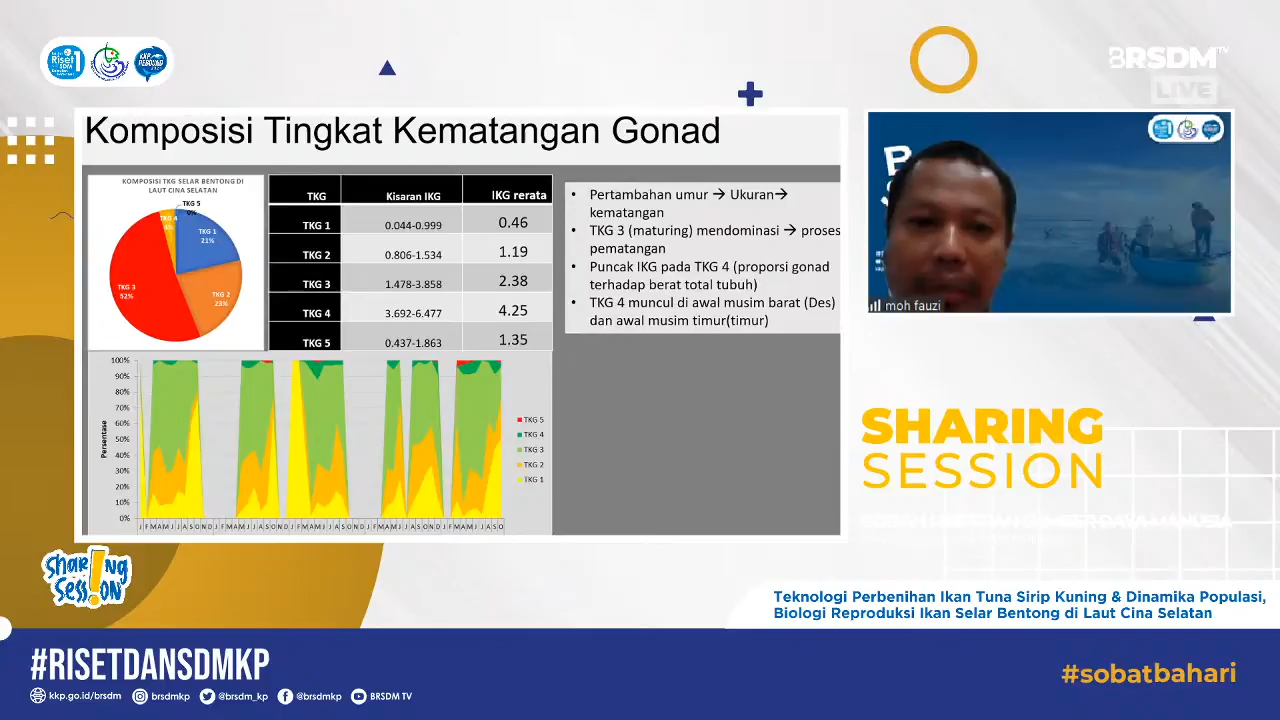 Riset
SDM
KKP
REBOUND
BRSDM TV
LIVE
Komposisi Tingkat Kematangan Gonad
KOMPOSISI TKG SELAR BENTONG DI
LAUT CINA SELATAN
TKG 5
0%
TKG 4
4%
TKG 1
21%
TKG 3
52%
TKG 2
23%
TKG Kisaran IKG IKG rerata
TKG 1 0.044-0.999 0.46
TKG 2 0.806-1.534 1.19
TKG 3 1.478-3.858 2.38
TKG 4 3.692-6.477 4.25
TKG 5 0.437-1.863 1.35
• Pertambahan umur → Ukuran→
kematangan
• TKG 3 (maturing) mendominasi → proses
pematangan
• Puncak IKG pada TKG 4 (proporsi gonad
terhadap berat total tubuh)
• TKG 4 muncul di awal musim barat (Des)
dan awal musim timur(timur)
moh fauzi
Persentase
100%
90%
80%
70%
60%
50%
40%
30%
20%
10%
0%
TKG 5
TKG 4
TKG 3
TKG 2
TKG 1
SHARING
SESSION
Sharing
Session
Teknologi Perbenihan Ikan Tuna Sirip Kuning & Dinamika Populasi,
Biologi Reproduksi Ikan Selar Bentong di Laut Cina Selatan
#RISETDANSDMKP
kkp.go.id/brsdm brsdmkp @brsdm_kp @brsdmkp BRSDM TV
#sobatbahari